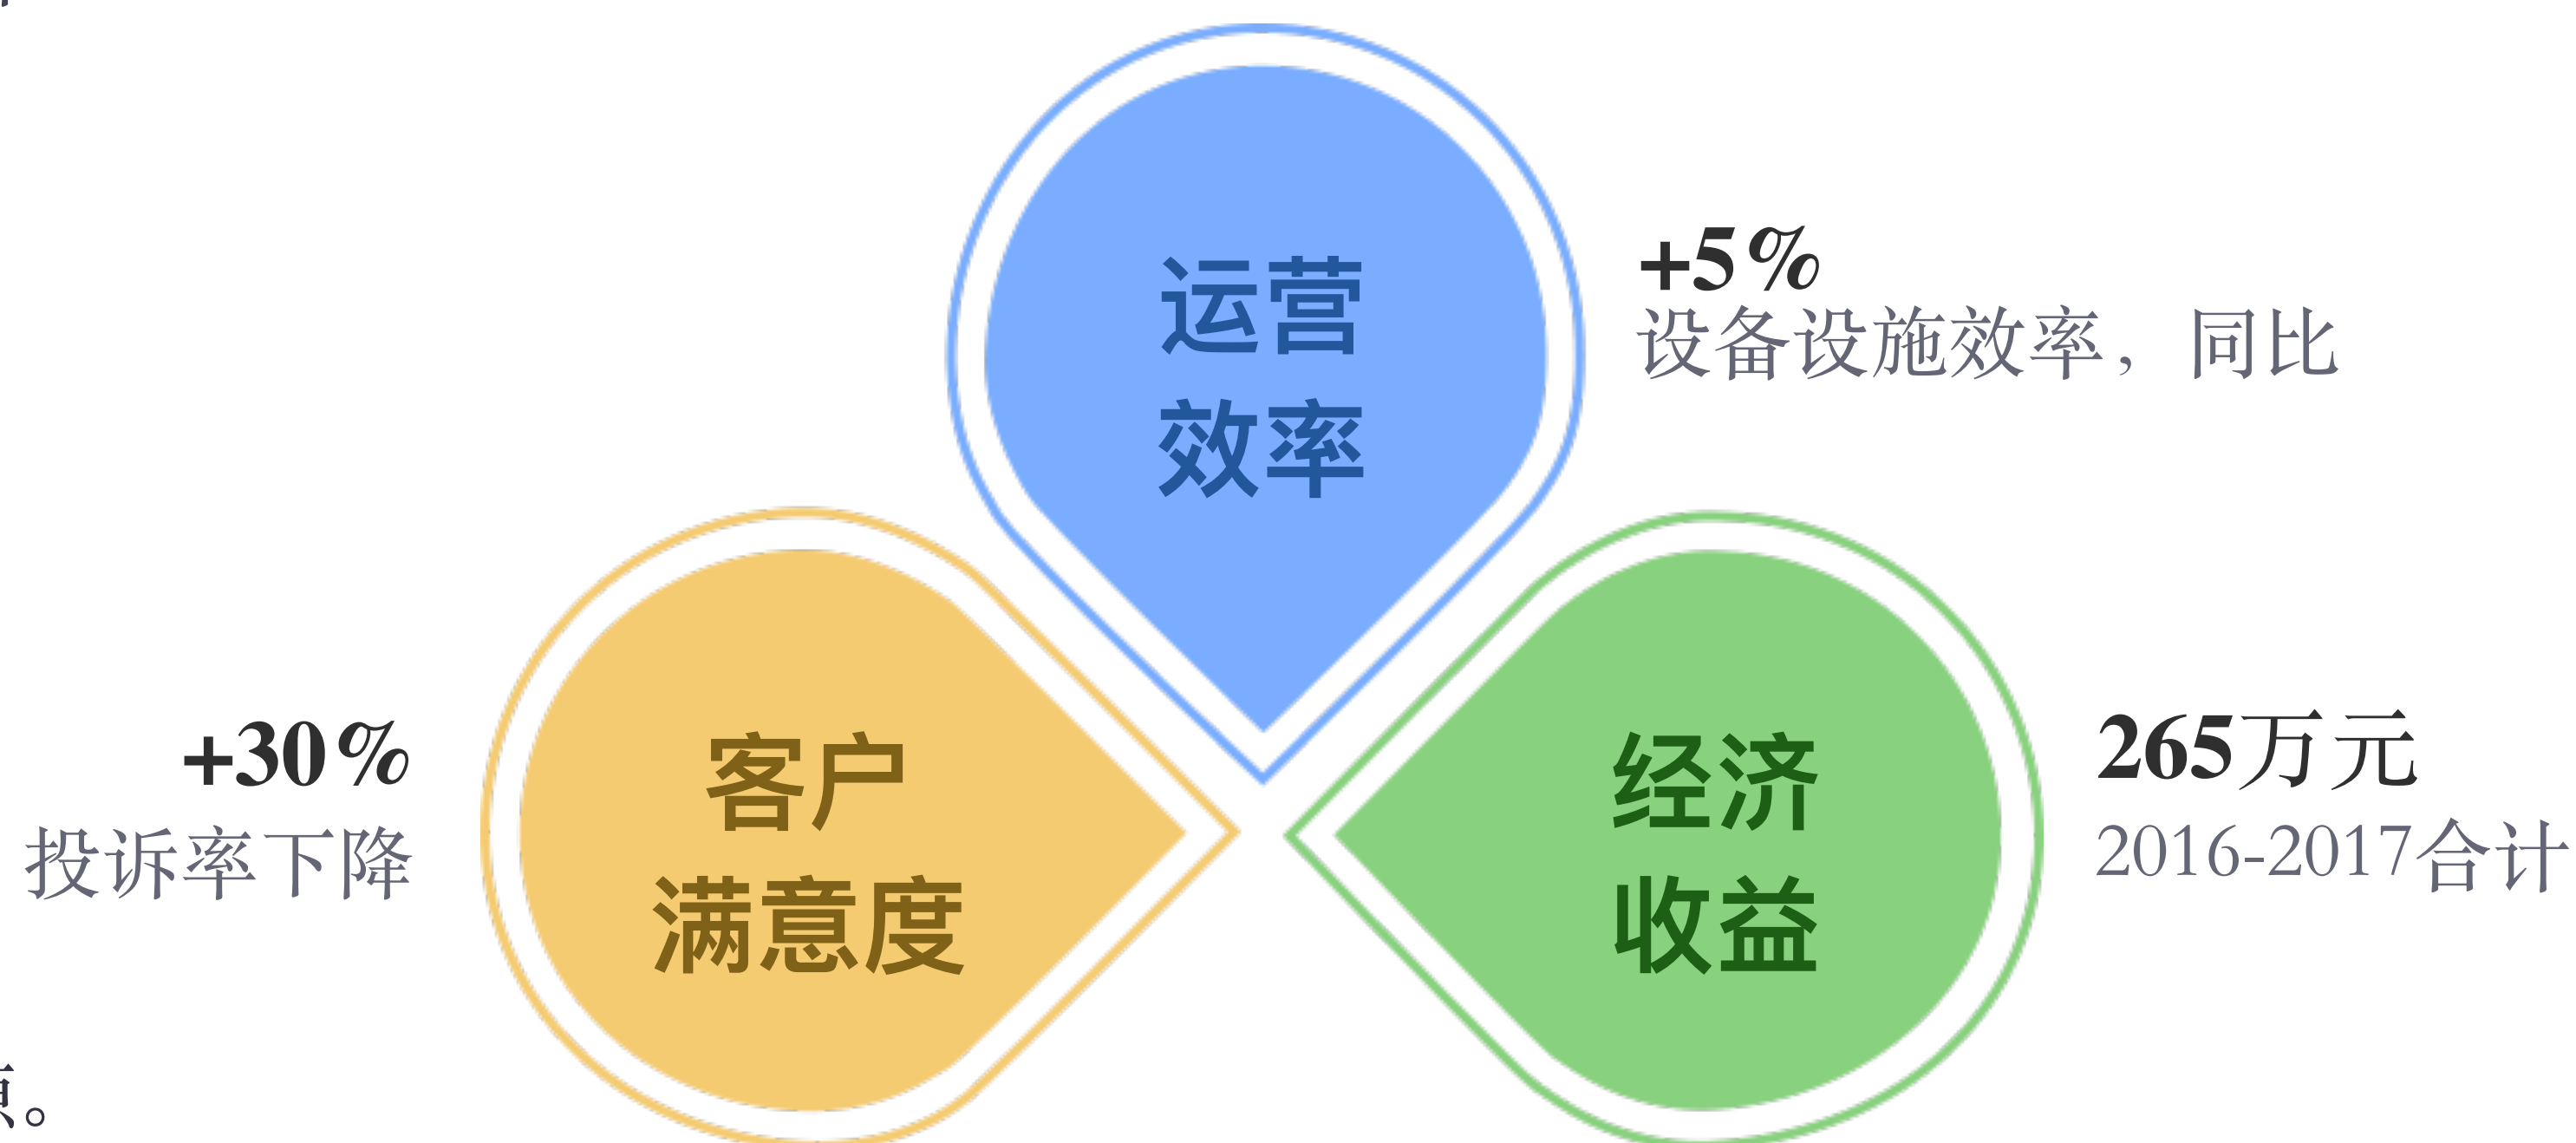 运营
效率
+5%
设备设施效率，同比
客户
满意度
+30%
投诉率下降
经济
收益
265万元
2016-2017合计
。